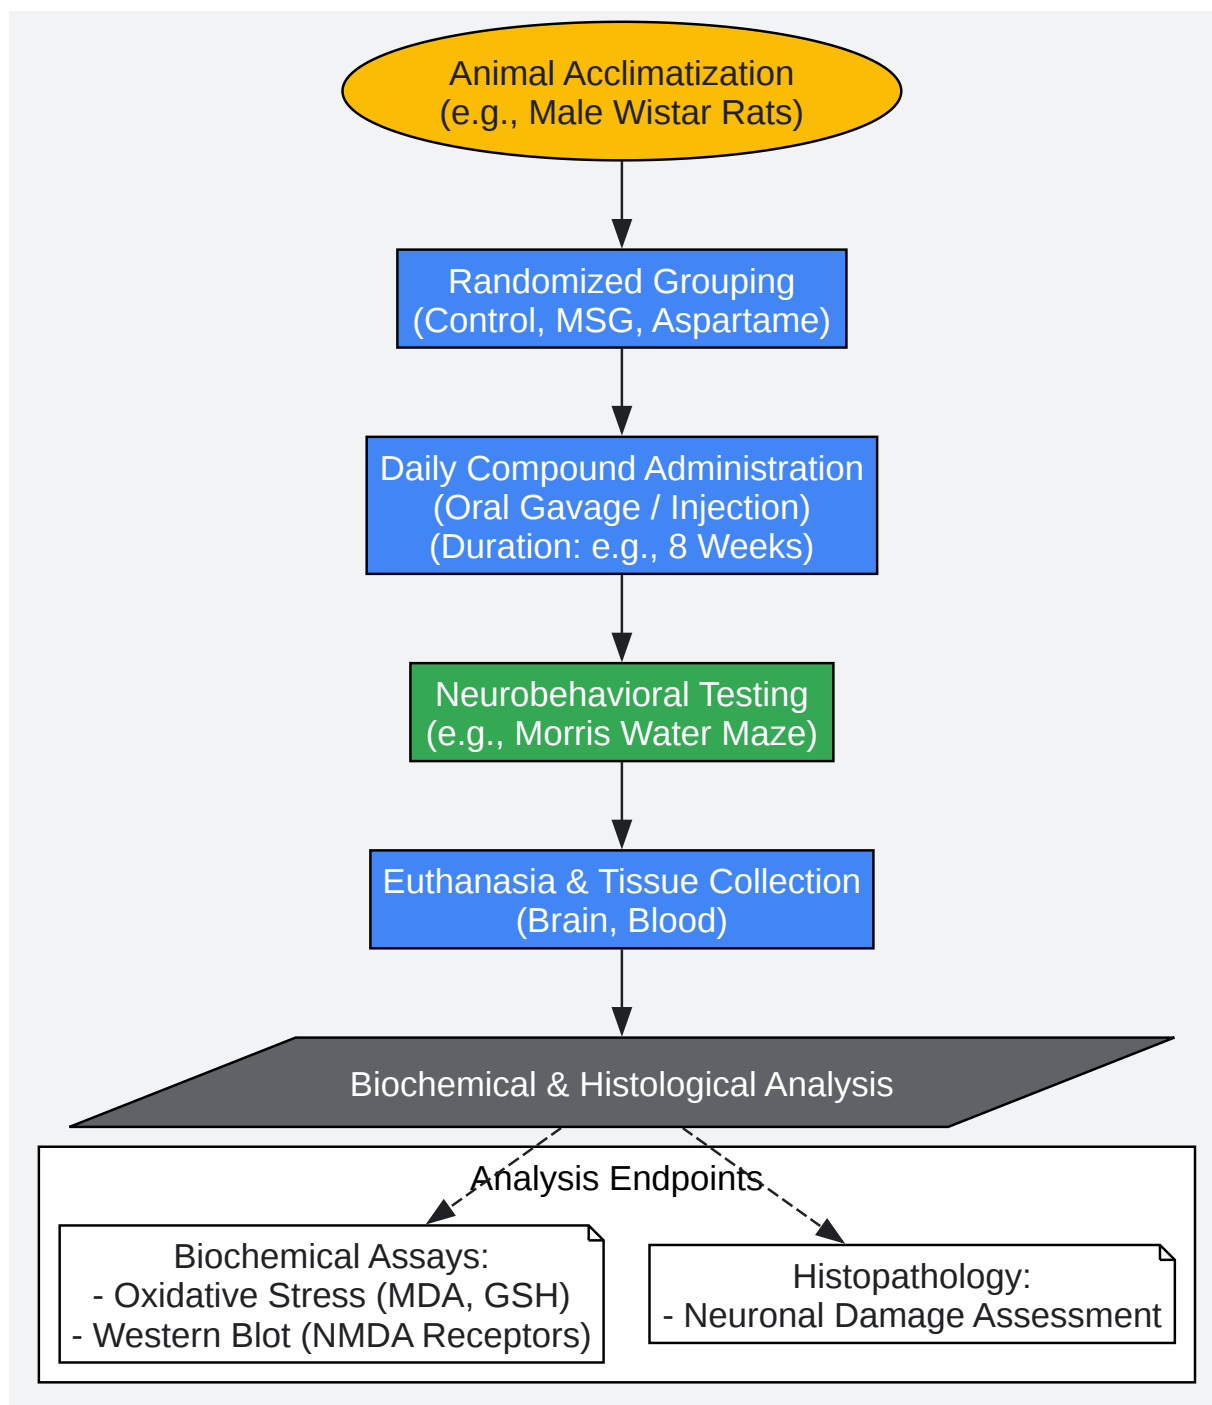 Animal Acclimatization
(e.g., Male Wistar Rats)
Randomized Grouping
(Control, MSG, Aspartame)
Daily Compound Administration
(Oral Gavage / Injection)
(Duration: e.g., 8 Weeks)
Neurobehavioral Testing
(e.g., Morris Water Maze)
Euthanasia & Tissue Collection
(Brain, Blood)
Biochemical & Histological Analysis
Analysis Endpoints
Biochemical Assays:
- Oxidative Stress (MDA, GSH)
- Western Blot (NMDA Receptors)
Histopathology:
- Neuronal Damage Assessment